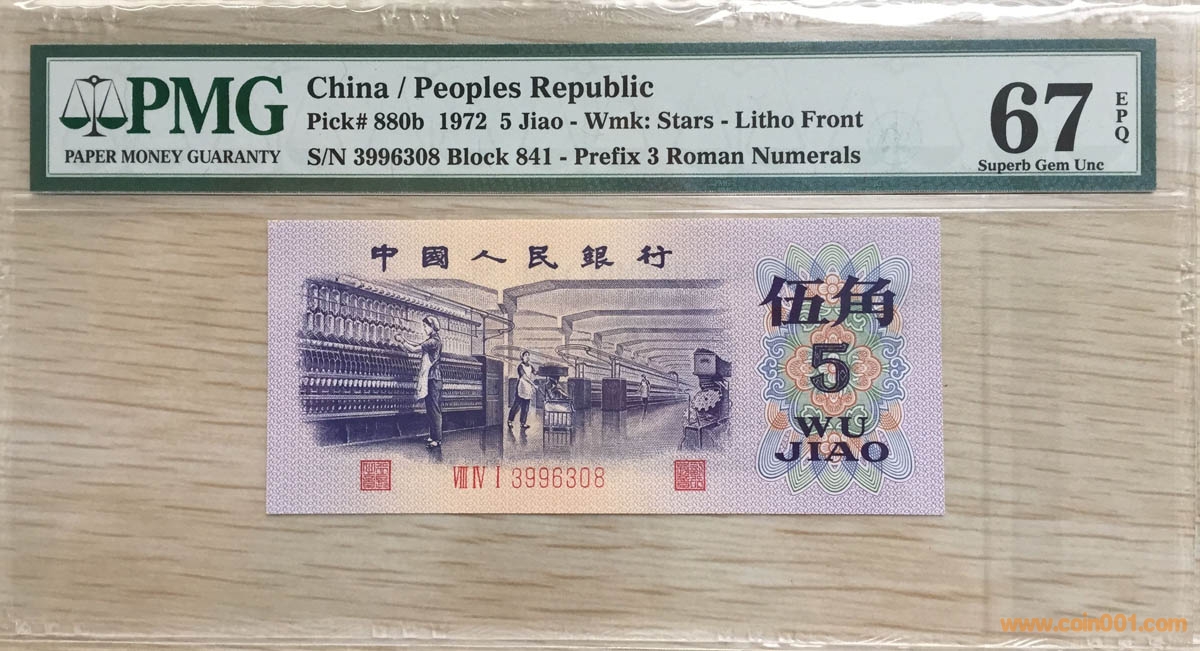 PMG
PAPER MONEY GUARANTY
China / Peoples Republic
Pick# 880b 1972 5 Jiao - Wmk: Stars - Litho Front
S/N 3996308 Block 841 - Prefix 3 Roman Numerals
67
EPQ
Superb Gem Unc
中國人民銀行
伍角
5
WU
JIAO
VIII IV I 3996308
www.coin001.com